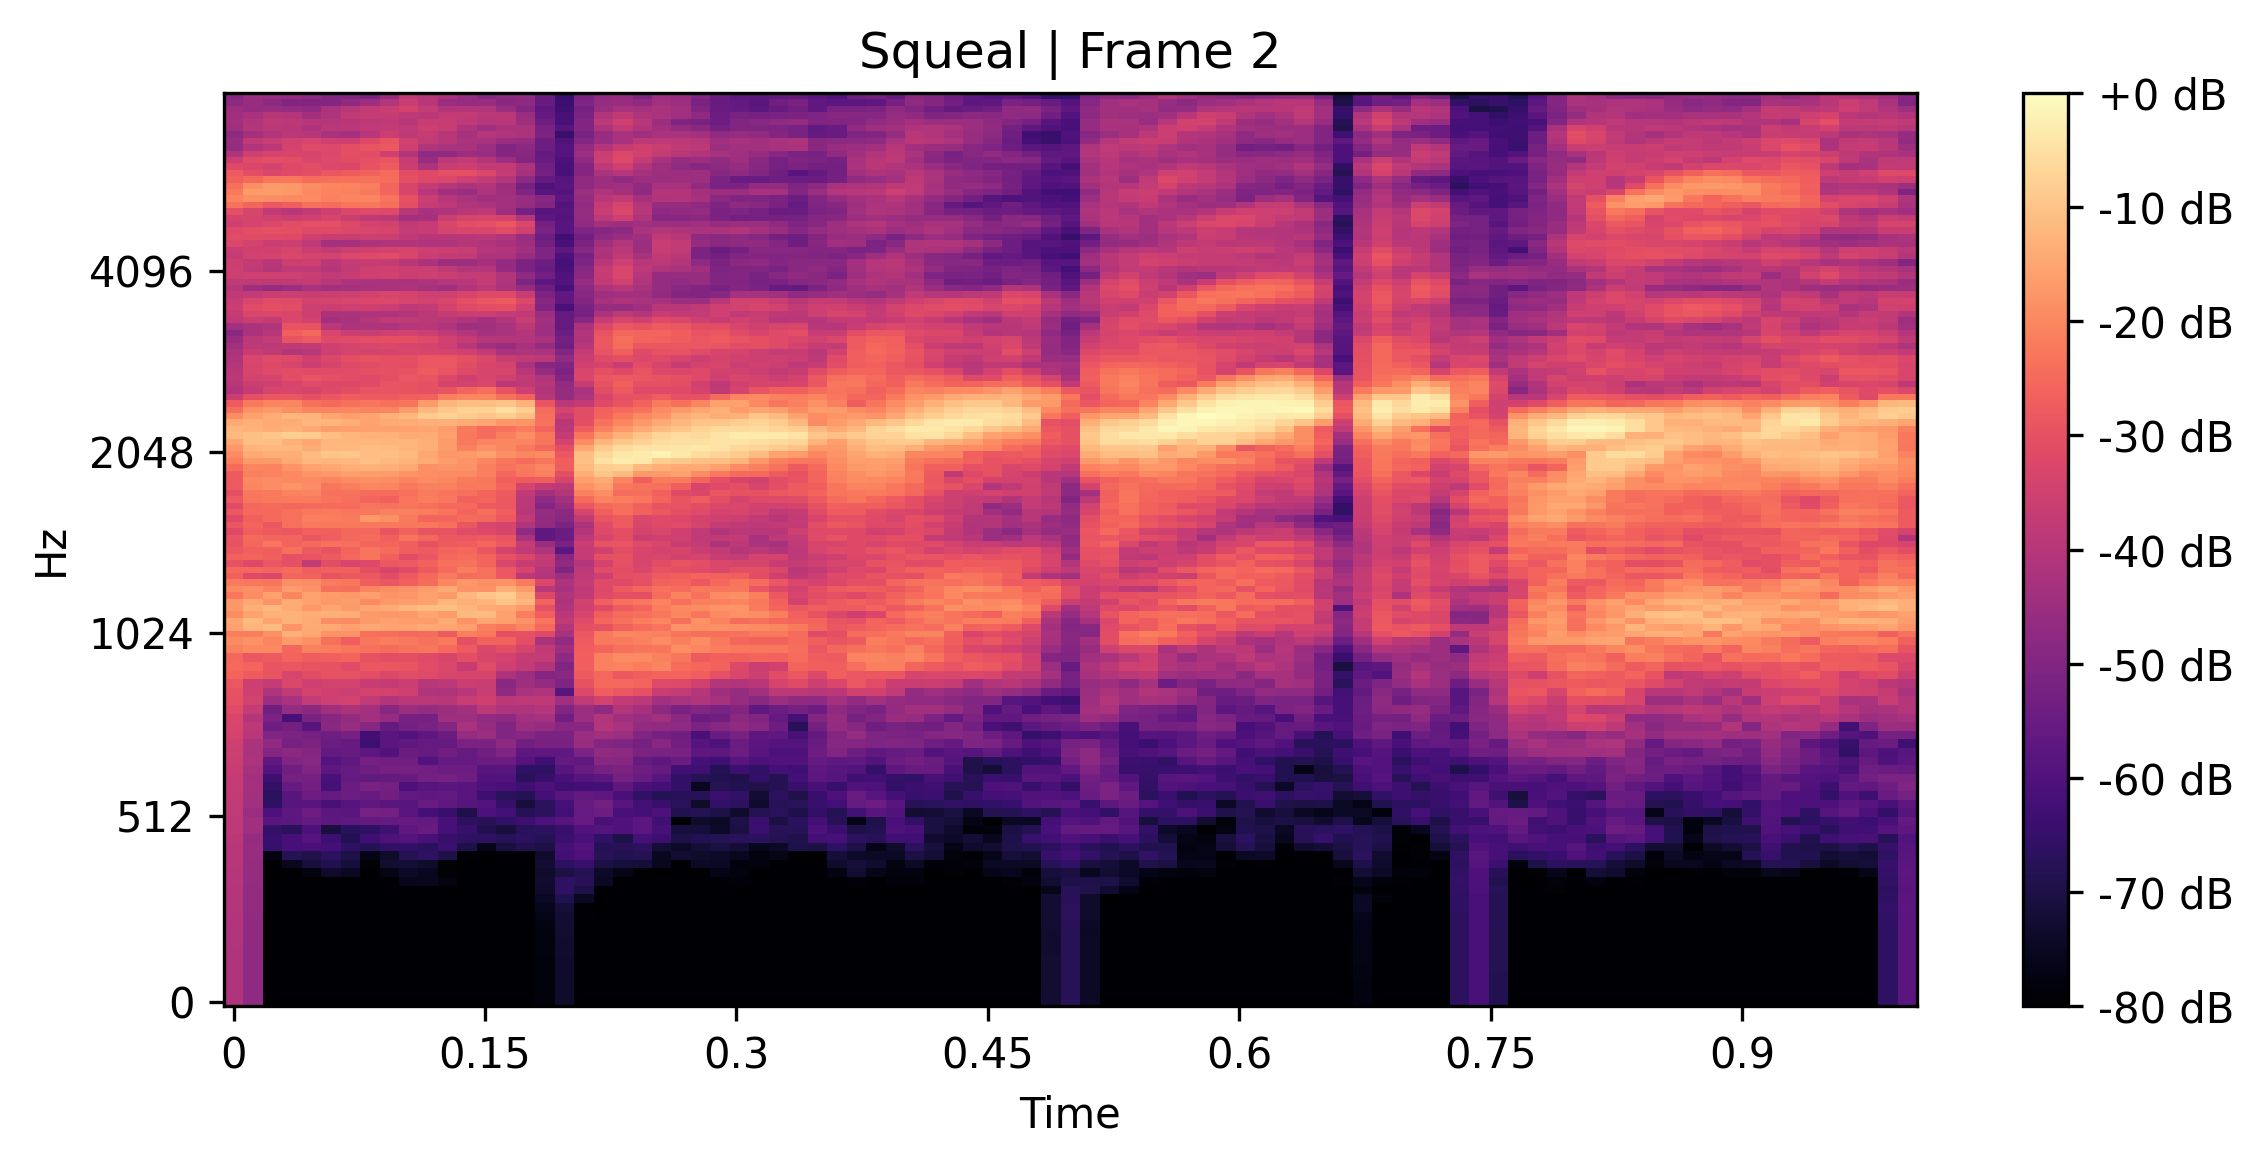 Squeal | Frame 2
+0 dB
-10 dB
-20 dB
-30 dB
-40 dB
-50 dB
-60 dB
-70 dB
-80 dB
Hz
4096
2048
1024
512
0
0 0.15 0.3 0.45 0.6 0.75 0.9
Time